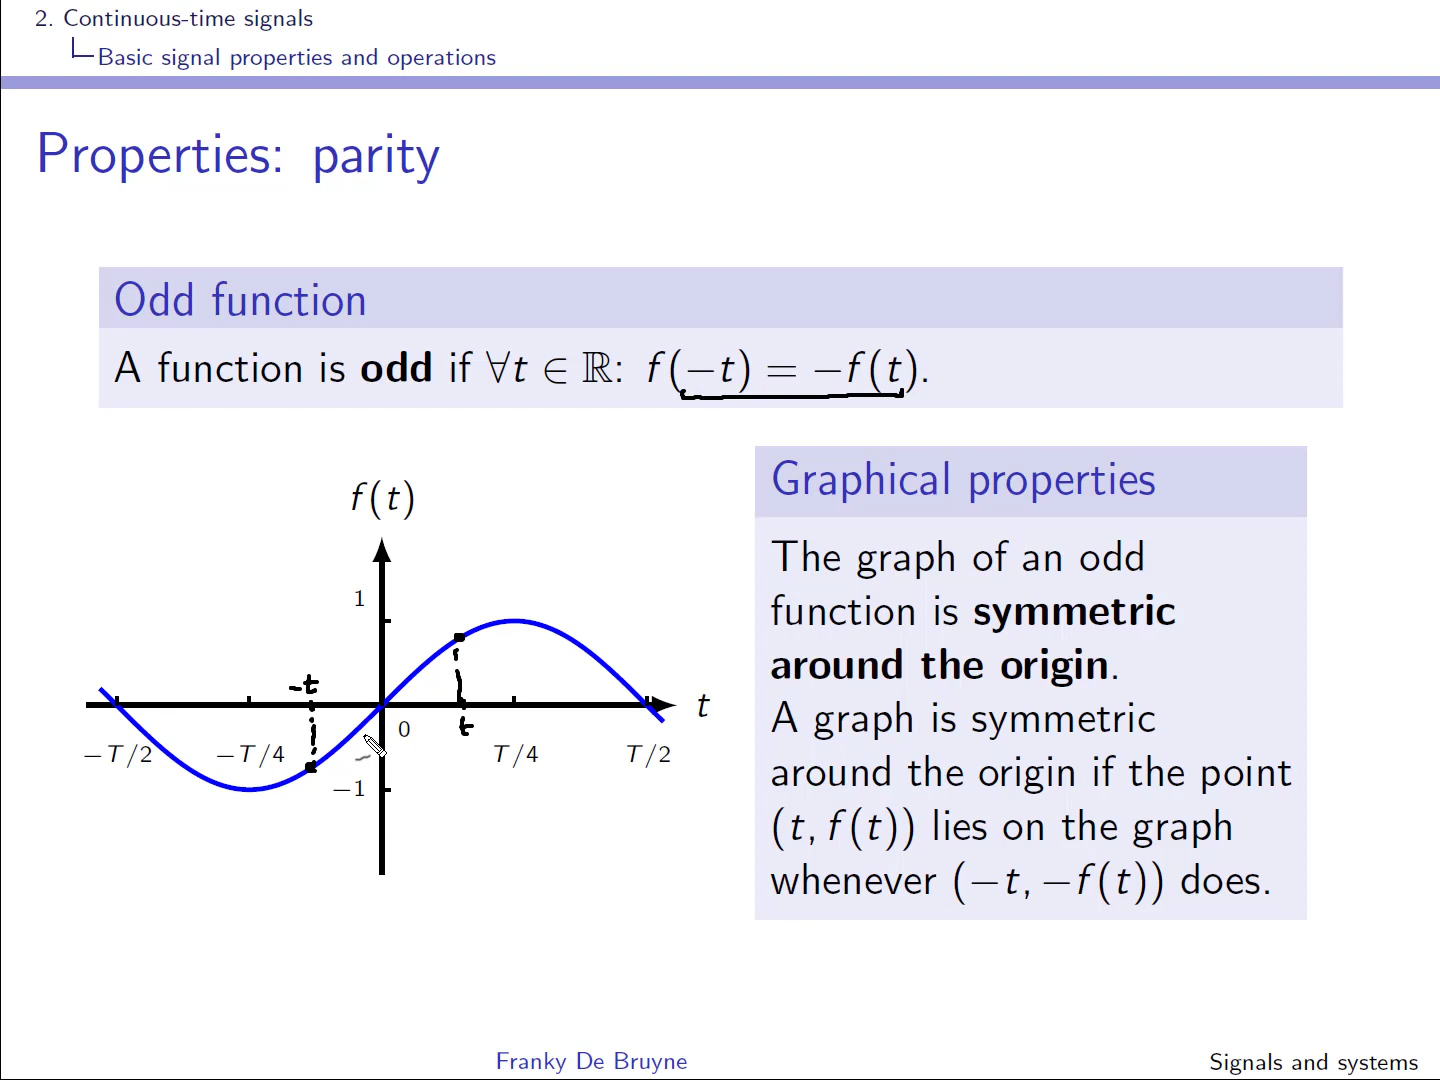 2. Continuous-time signals
Basic signal properties and operations
Properties: parity
Odd function
A function is odd if ∀t ∈ ℝ: f(−t) = −f(t).
f(t)
1
-t
t
0
t
−T/2
−T/4
T/4
T/2
−1
Graphical properties
The graph of an odd
function is symmetric
around the origin.
A graph is symmetric
around the origin if the point
(t, f(t)) lies on the graph
whenever (−t, −f(t)) does.
Franky De Bruyne
Signals and systems